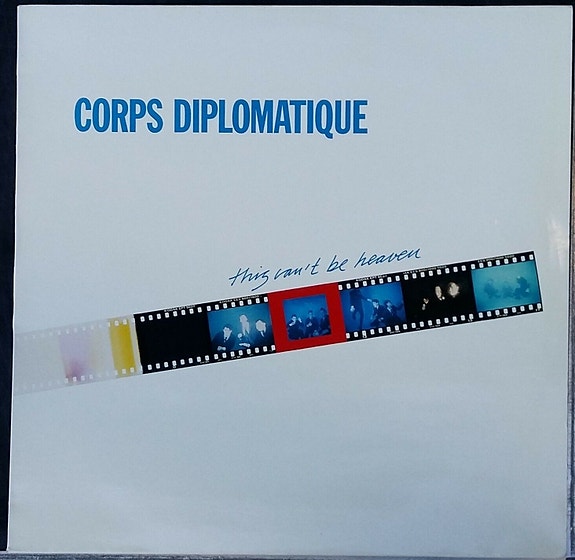 CORPS DIPLOMATIQUE
this can't be heaven